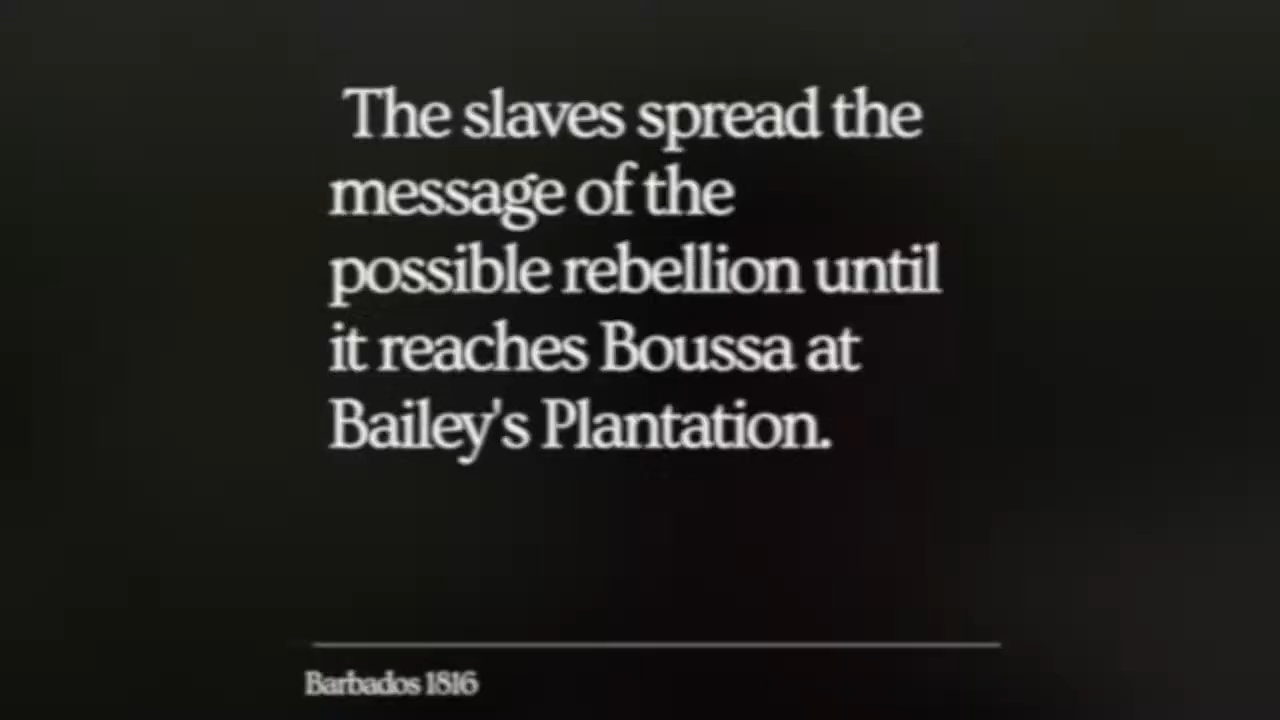 The slaves spread the
message of the
possible rebellion until
it reaches Boussa at
Bailey's Plantation.
Barbados 1816